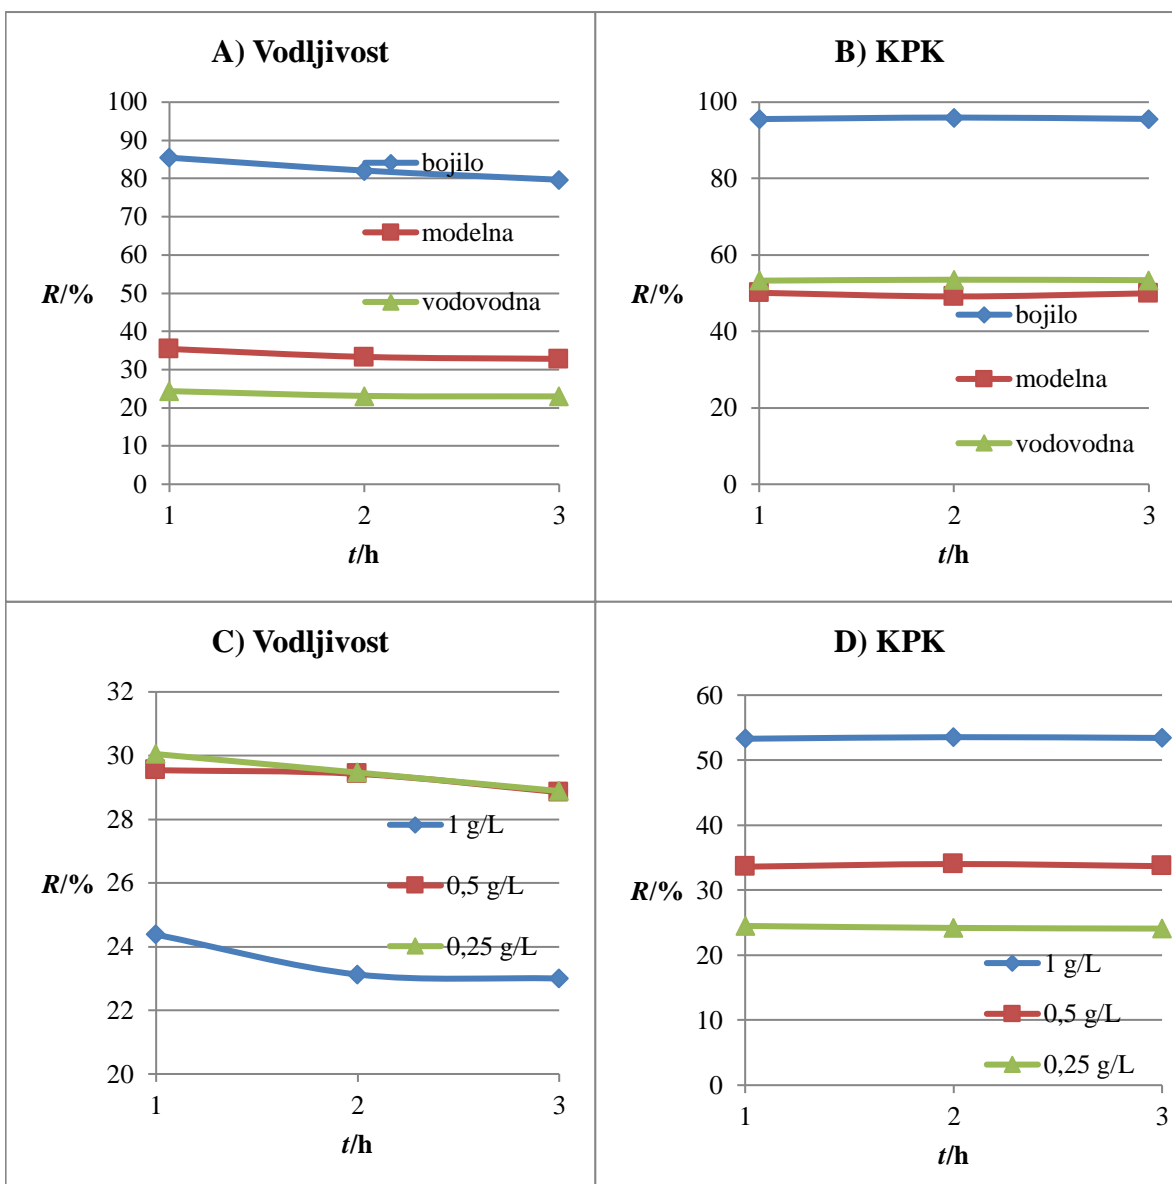 A) Vodljivost
100
90
80
70
60
50
40
30
20
10
0
R/%
bojilo
modelna
vodovodna
1 2 3
t/h
B) KPK
100
80
60
40
20
0
R/%
bojilo
modelna
vodovodna
1 2 3
t/h
C) Vodljivost
32
30
28
26
24
22
20
R/%
1 g/L
0,5 g/L
0,25 g/L
1 2 3
t/h
D) KPK
60
50
40
30
20
10
0
R/%
1 g/L
0,5 g/L
0,25 g/L
1 2 3
t/h